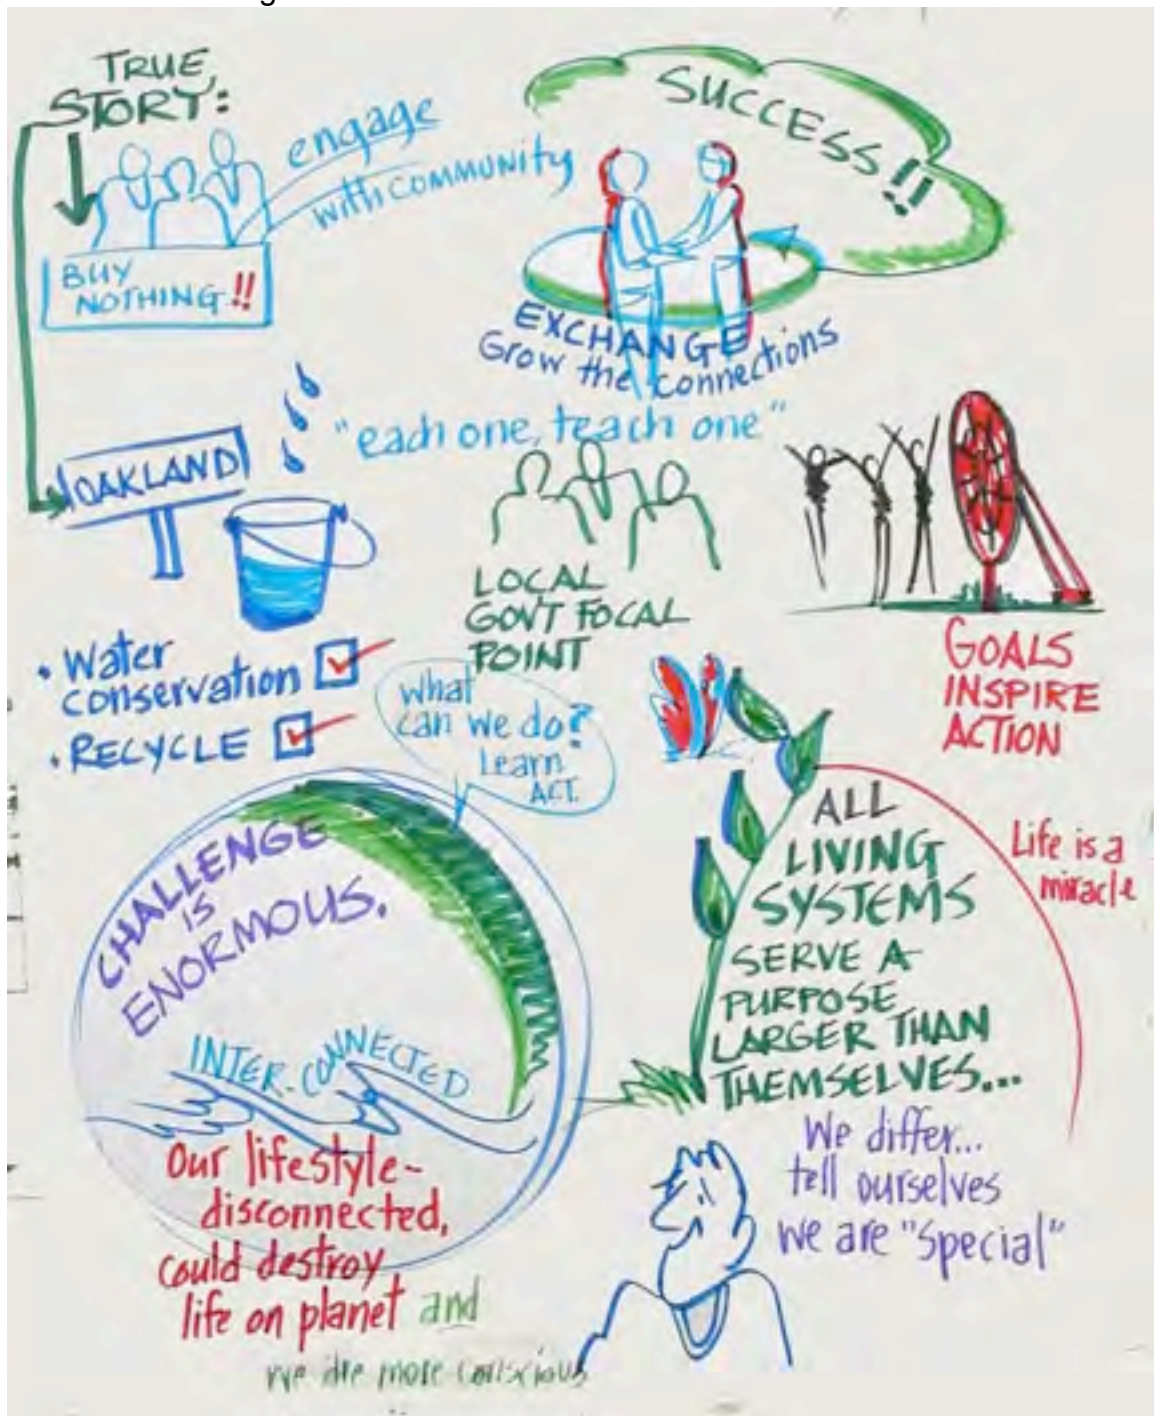 TRUE
STORY:
engage
with COMMUNITY
BUY
NOTHING!!
SUCCESS!!
EXCHANGE
Grow the connections
"each one, teach one"
OAKLAND
• Water
conservation
• RECYCLE
LOCAL
GOV'T FOCAL
POINT
GOALS
INSPIRE
ACTION
What
can we do?
Learn
ACT.
CHALLENGE
IS
ENORMOUS.
INTER-CONNECTED
Our lifestyle-
disconnected,
could destroy
life on planet and
we are more conscious
ALL
LIVING
SYSTEMS
SERVE A
PURPOSE
LARGER THAN
THEMSELVES...
Life is a
miracle
We differ...
tell ourselves
we are "Special"